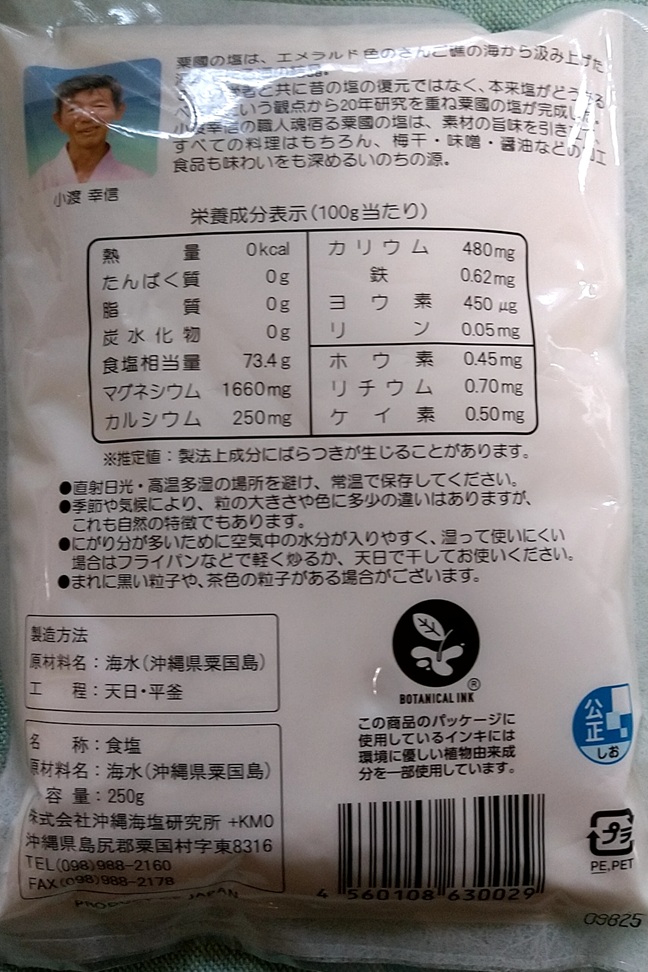 粟國の塩は、エメラルド色のさんご礁の海から汲み上げた
と共に昔の塩の復元ではなく、本来塩がどう
いう観点から20年研究を重ね粟國の塩が完成し
小渡幸信の職人魂宿る粟國の塩は、素材の旨味を引き
すべての料理はもちろん、梅干・味噌・醤油などの加工
食品も味わいをも深めるいのちの源。
小渡 幸信
栄養成分表示(100g当たり)
熱量 0kcal
たんぱく質 0g
脂質 0g
炭水化物 0g
食塩相当量 73.4g
マグネシウム 1660mg
カルシウム 250mg
カリウム 480mg
鉄 0.62mg
ヨウ素 450μg
リン 0.05mg
ホウ素 0.45mg
リチウム 0.70mg
ケイ素 0.50mg
※推定値:製法上成分にばらつきが生じることがあります。
●直射日光・高温多湿の場所を避け、常温で保存してください。
●季節や気候により、粒の大きさや色に多少の違いはありますが、
これも自然の特徴でもあります。
●にがり分が多いために空気中の水分が入りやすく、湿って使いにくい
場合はフライパンなどで軽く炒るか、天日で干してお使いください。
●まれに黒い粒子や、茶色の粒子がある場合がございます。
製造方法
原材料名:海水(沖縄県粟国島)
工程:天日・平釜
名称:食塩
原材料名:海水(沖縄県粟国島)
容量:250g
株式会社沖縄海塩研究所 +KM0
沖縄県島尻郡粟国村字東8316
TEL(098)988-2160
FAX(098)988-2178
PRODUCT OF JAPAN
BOTANICAL INK
®
この商品のパッケージに
使用しているインキには
環境に優しい植物由来成
分を一部使用しています。
公正
しお
プラ
PE,PET
4 560108 630029
09825